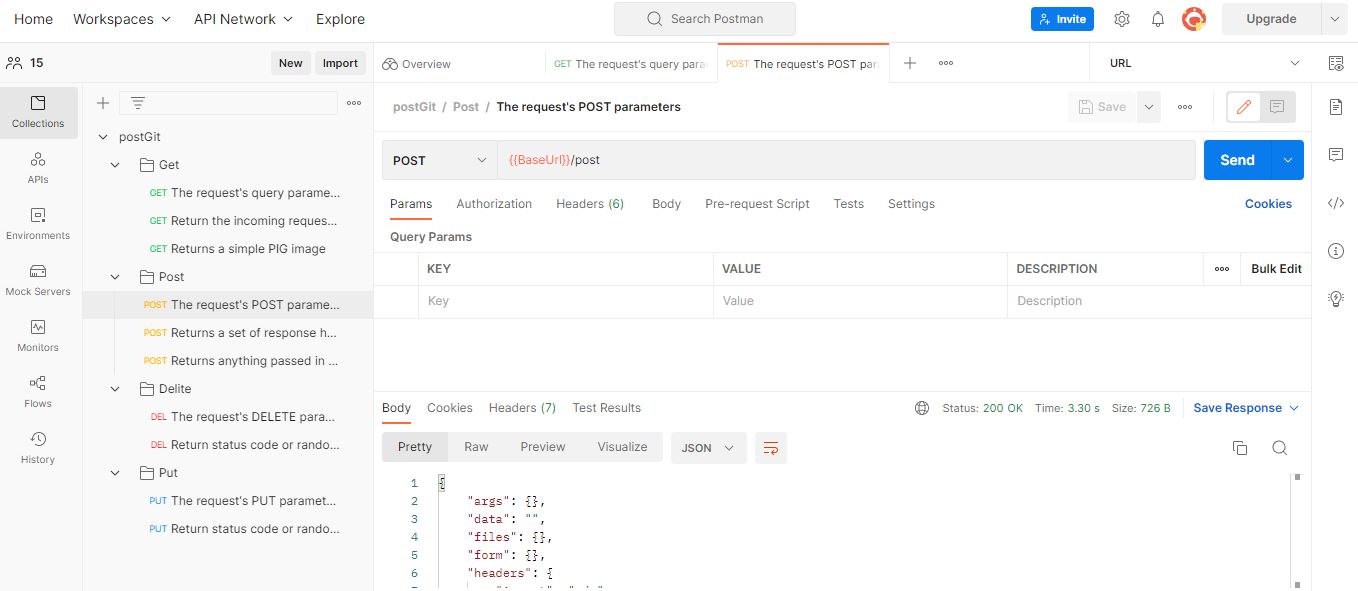 Home Workspaces API Network Explore Search Postman Invite Upgrade
15 New Import Overview GET The request's query para POST The request's POST par URL
Collections
APIs
Environments
Mock Servers
Monitors
Flows
History
postGit
Get
GET The request's query parame...
GET Return the incoming reques...
GET Returns a simple PIG image
Post
POST The request's POST parame...
POST Returns a set of response h...
POST Returns anything passed in ...
Delite
DEL The request's DELETE para...
DEL Return status code or rando...
Put
PUT The request's PUT paramet...
PUT Return status code or rando...
postGit / Post / The request's POST parameters Save
POST {{BaseUrl}}/post Send
Params Authorization Headers (6) Body Pre-request Script Tests Settings Cookies
Query Params
KEY VALUE DESCRIPTION Bulk Edit
Key Value Description
Body Cookies Headers (7) Test Results Status: 200 OK Time: 3.30 s Size: 726 B Save Response
Pretty Raw Preview Visualize JSON
1 {
2 "args": {},
3 "data": "",
4 "files": {},
5 "form": {},
6 "headers": {